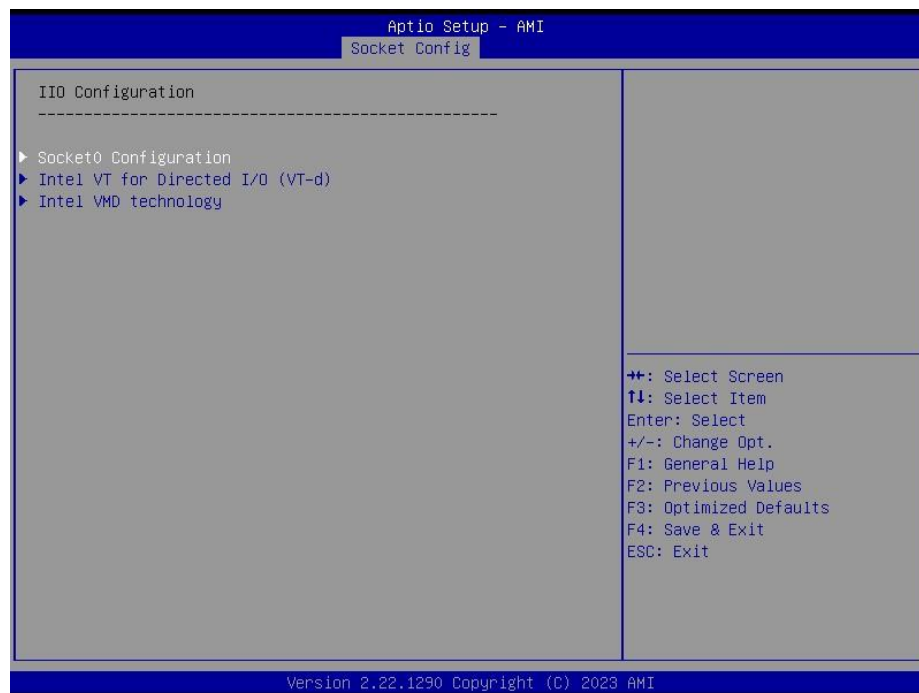 Aptio Setup - AMI
Socket Config
IIO Configuration
--------------------------------------------------
Socket0 Configuration
Intel VT for Directed I/O (VT-d)
Intel VMD technology
→←: Select Screen
↑↓: Select Item
Enter: Select
+/-: Change Opt.
F1: General Help
F2: Previous Values
F3: Optimized Defaults
F4: Save & Exit
ESC: Exit
Version 2.22.1290 Copyright (C) 2023 AMI